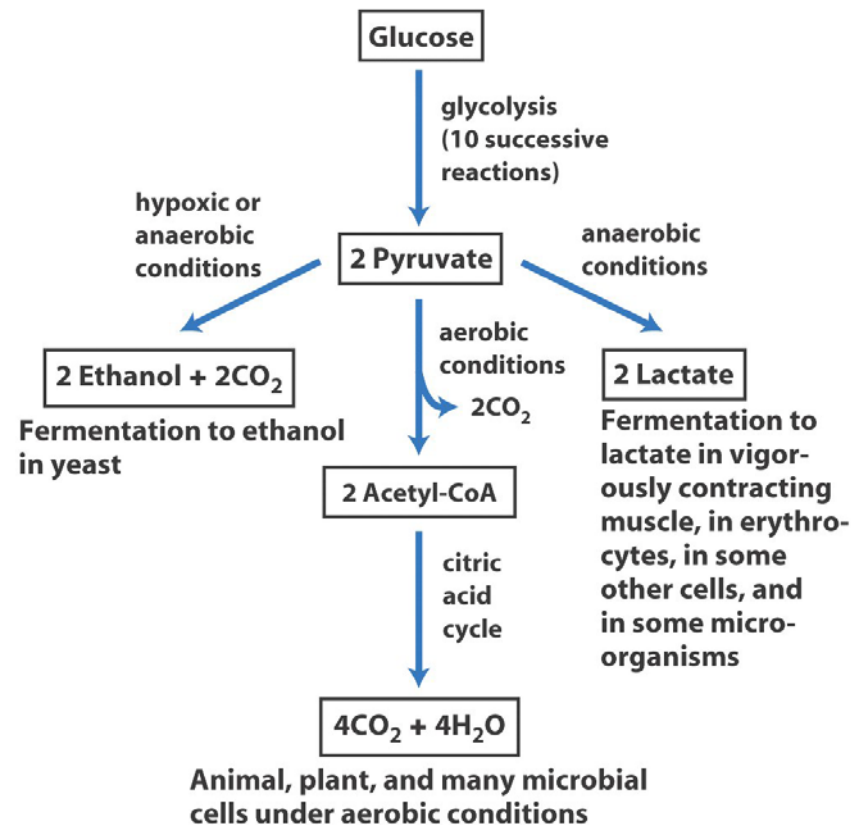 Glucose
glycolysis
(10 successive
reactions)
hypoxic or
anaerobic
conditions
2 Pyruvate
anaerobic
conditions
2 Ethanol + 2CO₂
Fermentation to ethanol
in yeast
aerobic
conditions
2CO₂
2 Lactate
Fermentation to
lactate in vigor-
ously contracting
muscle, in erythro-
cytes, in some
other cells, and
in some micro-
organisms
2 Acetyl-CoA
citric
acid
cycle
4CO₂ + 4H₂O
Animal, plant, and many microbial
cells under aerobic conditions